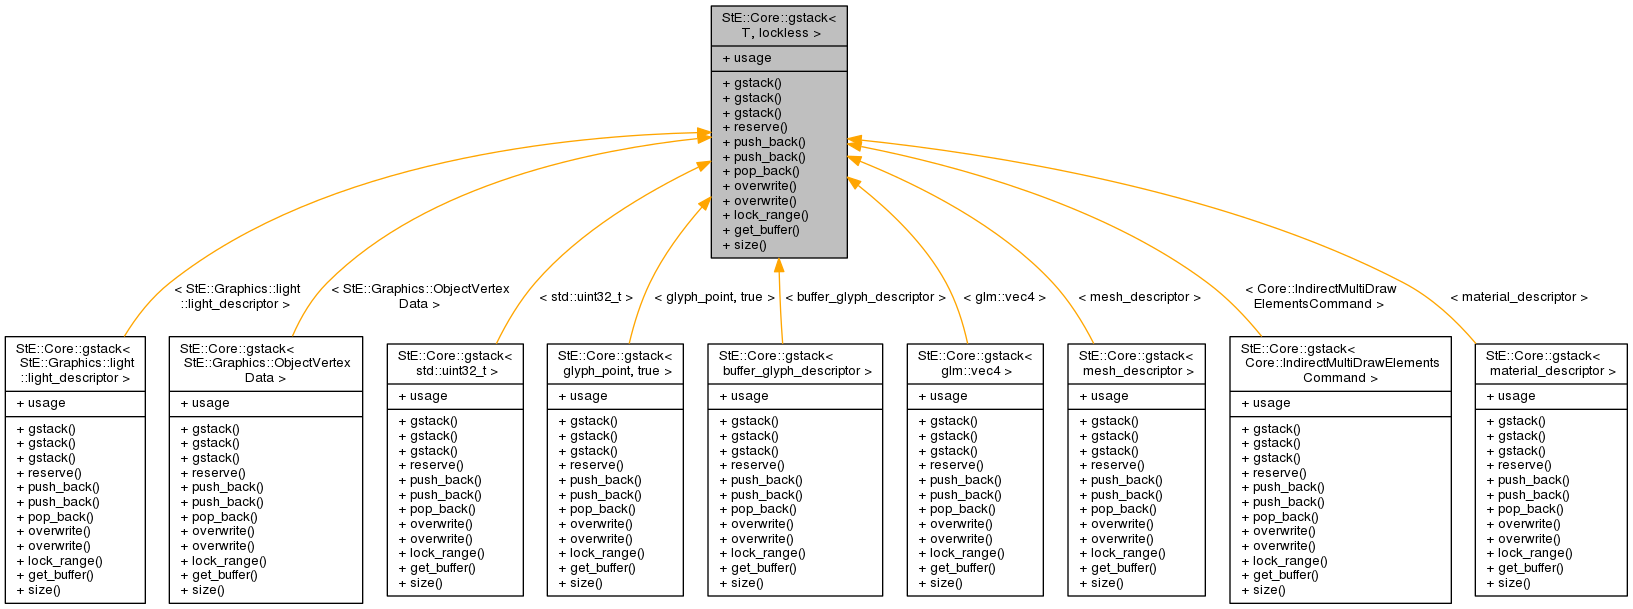 StE::Core::gstack<
T, lockless >
+ usage
+ gstack()
+ gstack()
+ gstack()
+ reserve()
+ push_back()
+ push_back()
+ pop_back()
+ overwrite()
+ overwrite()
+ lock_range()
+ get_buffer()
+ size()
< StE::Graphics::light
::light_descriptor >
< StE::Graphics::ObjectVertex
Data >
< std::uint32_t >
< glyph_point, true >
< buffer_glyph_descriptor >
< glm::vec4 >
< mesh_descriptor >
< Core::IndirectMultiDraw
ElementsCommand >
< material_descriptor >
StE::Core::gstack<
StE::Graphics::light
::light_descriptor >
+ usage
+ gstack()
+ gstack()
+ gstack()
+ reserve()
+ push_back()
+ push_back()
+ pop_back()
+ overwrite()
+ overwrite()
+ lock_range()
+ get_buffer()
+ size()
StE::Core::gstack<
StE::Graphics::ObjectVertex
Data >
+ usage
+ gstack()
+ gstack()
+ gstack()
+ reserve()
+ push_back()
+ push_back()
+ pop_back()
+ overwrite()
+ overwrite()
+ lock_range()
+ get_buffer()
+ size()
StE::Core::gstack<
std::uint32_t >
+ usage
+ gstack()
+ gstack()
+ gstack()
+ reserve()
+ push_back()
+ push_back()
+ pop_back()
+ overwrite()
+ overwrite()
+ lock_range()
+ get_buffer()
+ size()
StE::Core::gstack<
glyph_point, true >
+ usage
+ gstack()
+ gstack()
+ gstack()
+ reserve()
+ push_back()
+ push_back()
+ pop_back()
+ overwrite()
+ overwrite()
+ lock_range()
+ get_buffer()
+ size()
StE::Core::gstack<
buffer_glyph_descriptor >
+ usage
+ gstack()
+ gstack()
+ gstack()
+ reserve()
+ push_back()
+ push_back()
+ pop_back()
+ overwrite()
+ overwrite()
+ lock_range()
+ get_buffer()
+ size()
StE::Core::gstack<
glm::vec4 >
+ usage
+ gstack()
+ gstack()
+ gstack()
+ reserve()
+ push_back()
+ push_back()
+ pop_back()
+ overwrite()
+ overwrite()
+ lock_range()
+ get_buffer()
+ size()
StE::Core::gstack<
mesh_descriptor >
+ usage
+ gstack()
+ gstack()
+ gstack()
+ reserve()
+ push_back()
+ push_back()
+ pop_back()
+ overwrite()
+ overwrite()
+ lock_range()
+ get_buffer()
+ size()
StE::Core::gstack<
Core::IndirectMultiDrawElements
Command >
+ usage
+ gstack()
+ gstack()
+ gstack()
+ reserve()
+ push_back()
+ push_back()
+ pop_back()
+ overwrite()
+ overwrite()
+ lock_range()
+ get_buffer()
+ size()
StE::Core::gstack<
material_descriptor >
+ usage
+ gstack()
+ gstack()
+ gstack()
+ reserve()
+ push_back()
+ push_back()
+ pop_back()
+ overwrite()
+ overwrite()
+ lock_range()
+ get_buffer()
+ size()